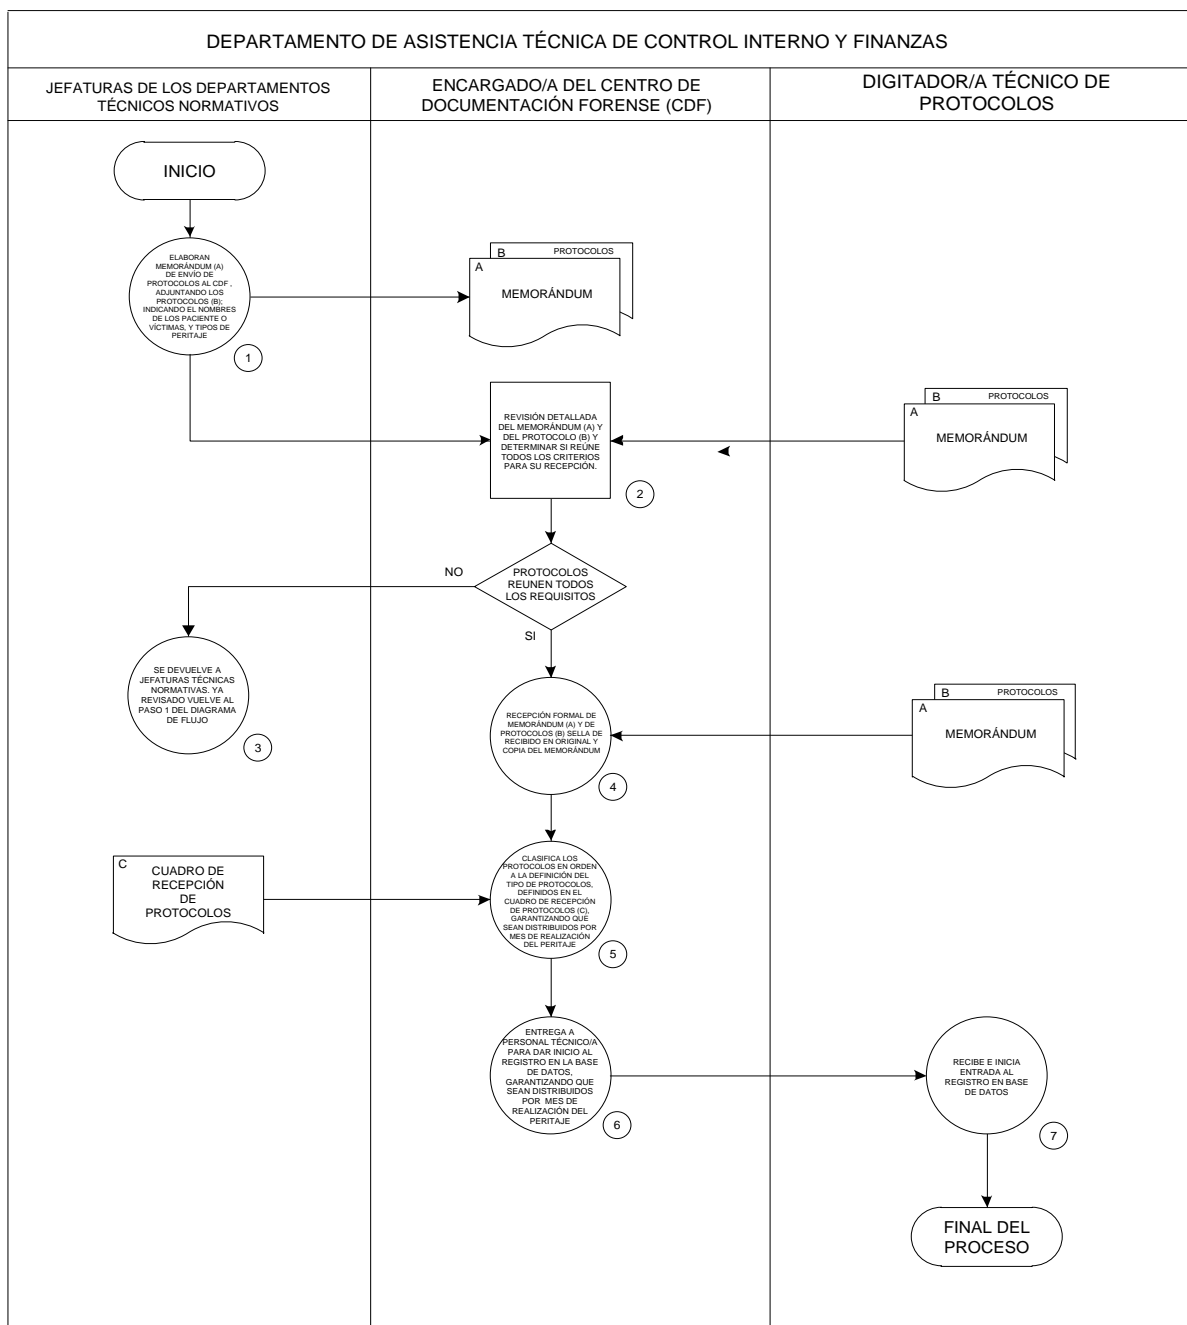 DEPARTAMENTO DE ASISTENCIA TÉCNICA DE CONTROL INTERNO Y FINANZAS
JEFATURAS DE LOS DEPARTAMENTOS
TÉCNICOS NORMATIVOS
ENCARGADO/A DEL CENTRO DE
DOCUMENTACIÓN FORENSE (CDF)
DIGITADOR/A TÉCNICO DE
PROTOCOLOS
INICIO
ELABORAN
MEMORÁNDUM (A)
DE ENVÍO DE
PROTOCOLOS AL CDF ,
ADJUNTANDO LOS
PROTOCOLOS (B);
INDICANDO EL NOMBRES
DE LOS PACIENTE O
VÍCTIMAS, Y TIPOS DE
PERITAJE
1
B
PROTOCOLOS
A
MEMORÁNDUM
REVISIÓN DETALLADA
DEL MEMORÁNDUM (A) Y
DEL PROTOCOLO (B) Y
DETERMINAR SI REÚNE
TODOS LOS CRITERIOS
PARA SU RECEPCIÓN.
2
B
PROTOCOLOS
A
MEMORÁNDUM
NO
PROTOCOLOS
REUNEN TODOS
LOS REQUISITOS
SI
SE DEVUELVE A
JEFATURAS TÉCNICAS
NORMATIVAS. YA
REVISADO VUELVE AL
PASO 1 DEL DIAGRAMA
DE FLUJO
3
RECEPCIÓN FORMAL DE
MEMORÁNDUM (A) Y DE
PROTOCOLOS (B) SELLA DE
RECIBIDO EN ORIGINAL Y
COPIA DEL MEMORÁNDUM
4
B
PROTOCOLOS
A
MEMORÁNDUM
C
CUADRO DE
RECEPCIÓN
DE
PROTOCOLOS
CLASIFICA LOS
PROTOCOLOS EN ORDEN
A LA DEFINICIÓN DEL
TIPO DE PROTOCOLOS,
DEFINIDOS EN EL
CUADRO DE RECEPCIÓN
DE PROTOCOLOS (C),
GARANTIZANDO QUE
SEAN DISTRIBUIDOS POR
MES DE REALIZACIÓN
DEL PERITAJE
5
ENTREGA A
PERSONAL TÉCNICO/A
PARA DAR INICIO AL
REGISTRO EN LA BASE
DE DATOS,
GARANTIZANDO QUE
SEAN DISTRIBUIDOS
POR MES DE
REALIZACIÓN DEL
PERITAJE
6
RECIBE E INICIA
ENTRADA AL
REGISTRO EN BASE
DE DATOS
7
FINAL DEL
PROCESO